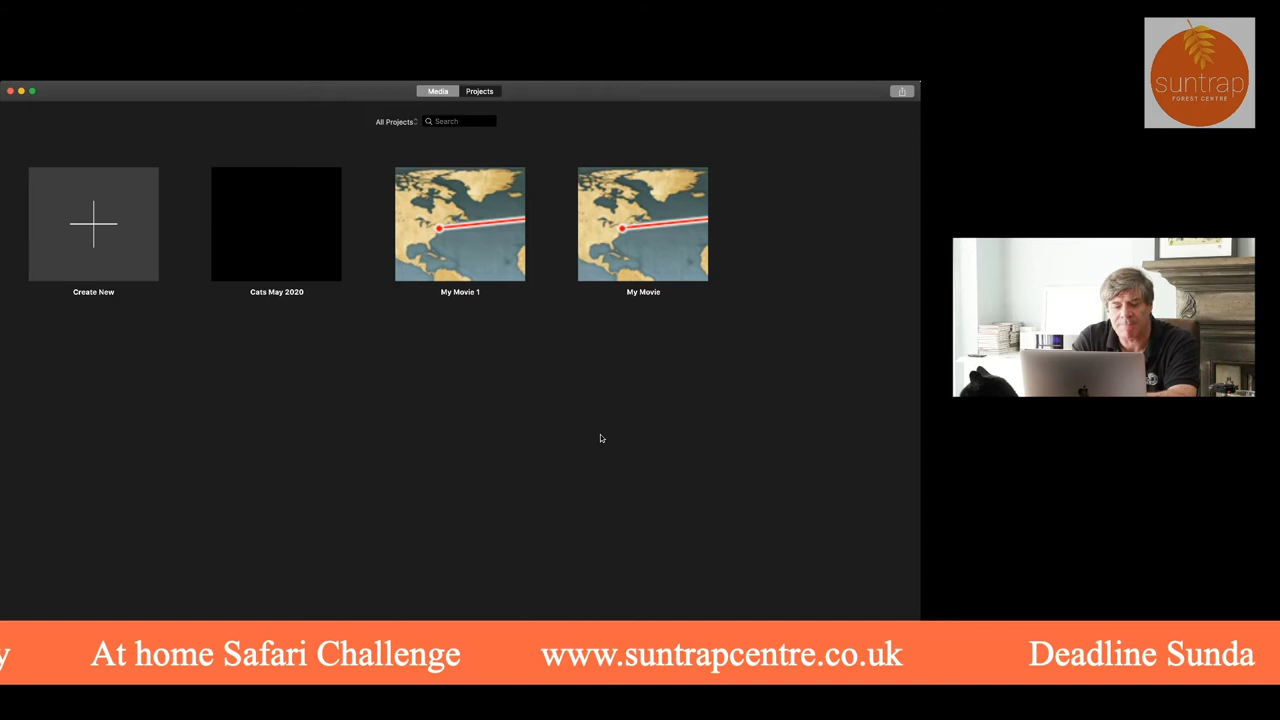 suntrap
FOREST CENTRE
Media Projects
All Projects Search
Create New
Cats May 2020
My Movie 1
My Movie
y At home Safari Challenge www.suntrapcentre.co.uk Deadline Sunda